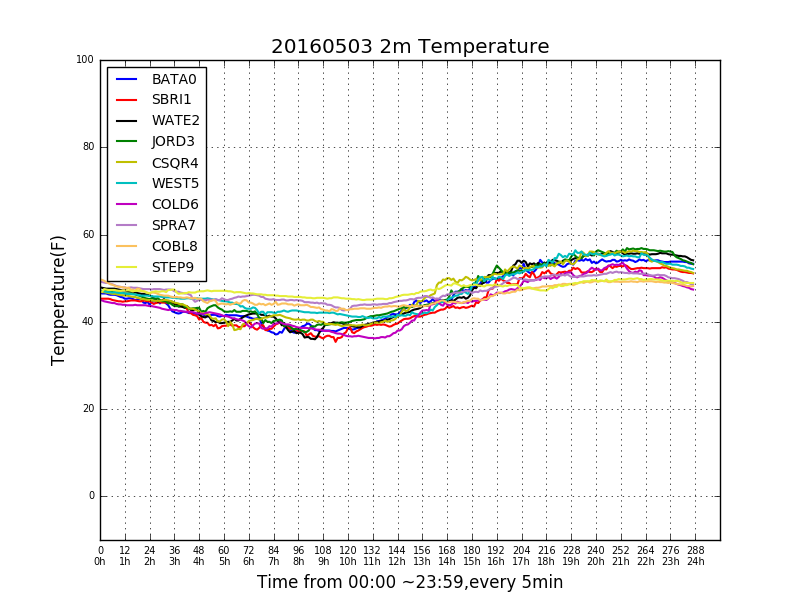 20160503 2m Temperature
100
80
60
40
20
0
Temperature(F)
BATA0
SBRI1
WATE2
JORD3
CSQR4
WEST5
COLD6
SPRA7
COBL8
STEP9
0 12 24 36 48 60 72 84 96 108 120 132 144 156 168 180 192 204 216 228 240 252 264 276 288
0h 1h 2h 3h 4h 5h 6h 7h 8h 9h 10h 11h 12h 13h 14h 15h 16h 17h 18h 19h 20h 21h 22h 23h 24h
Time from 00:00 ~23:59,every 5min